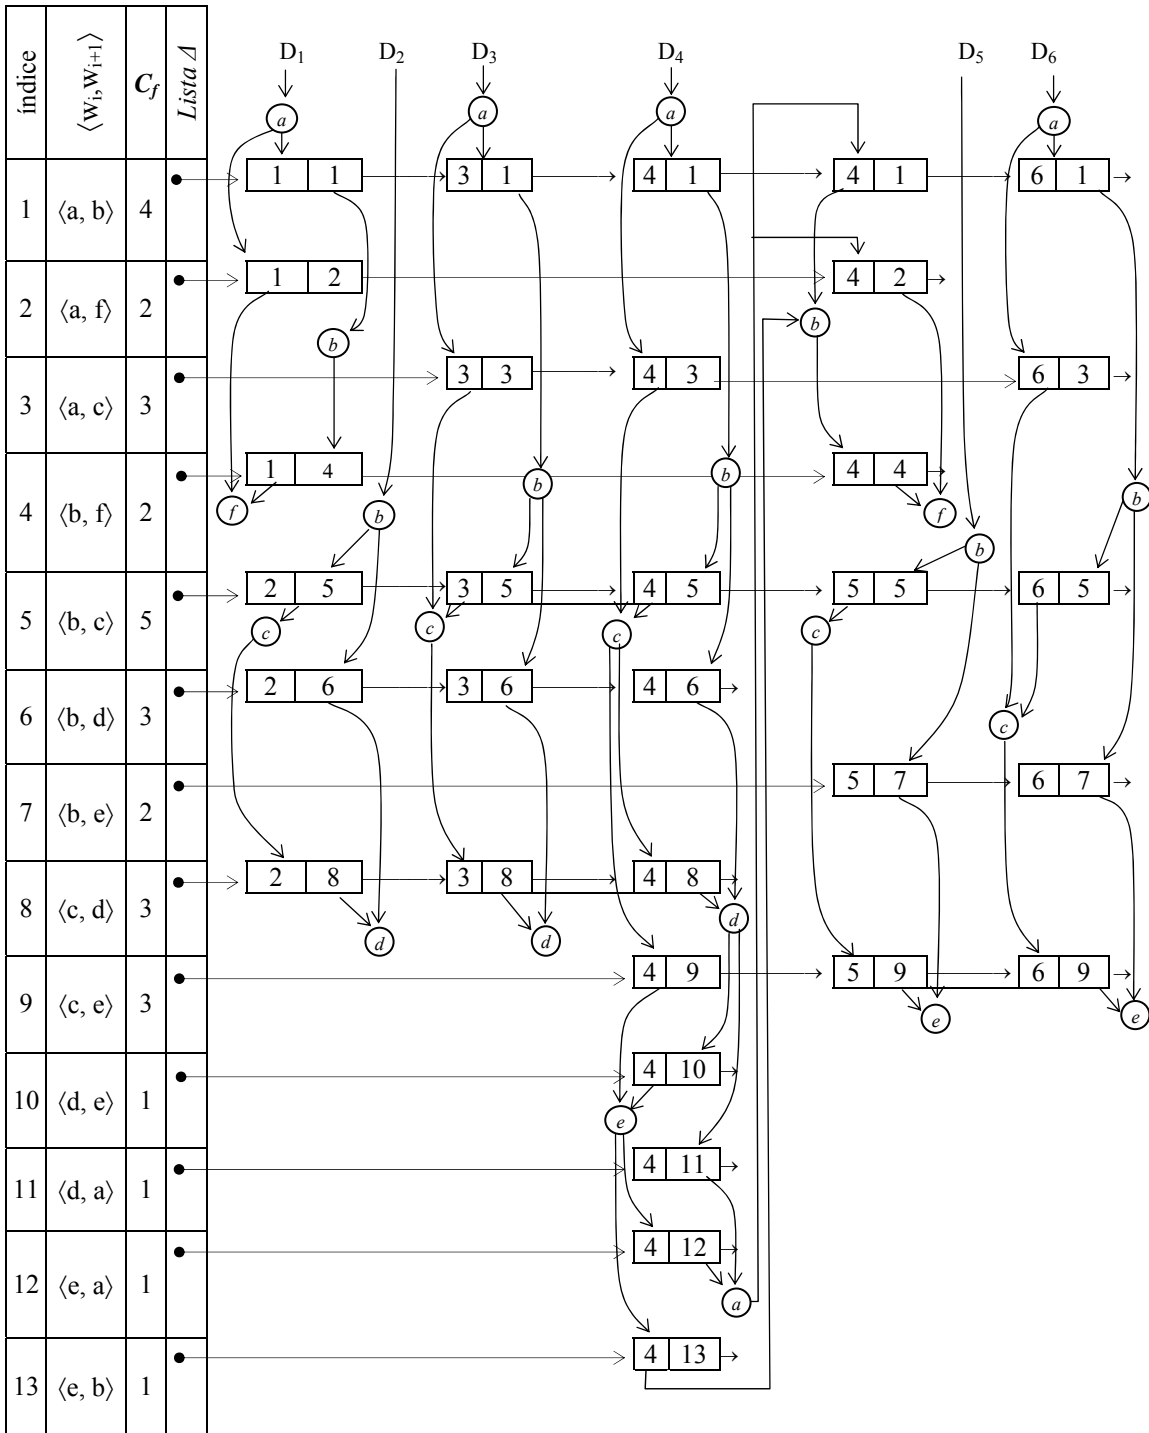 índice ⟨wᵢ,wᵢ₊₁⟩ C_f Lista Δ
D₁ D₂ D₃ D₄ D₅ D₆
a a a a
1 ⟨a, b⟩ 4 1 1 3 1 4 1 4 1 6 1
2 ⟨a, f⟩ 2 1 2 4 2
b b
3 ⟨a, c⟩ 3 3 3 4 3 6 3
4 ⟨b, f⟩ 2 1 4 4 4
f b b b f b
b
5 ⟨b, c⟩ 5 2 5 3 5 4 5 5 5 6 5
c c c c
6 ⟨b, d⟩ 3 2 6 3 6 4 6
c
7 ⟨b, e⟩ 2 5 7 6 7
8 ⟨c, d⟩ 3 2 8 3 8 4 8
d d d
9 ⟨c, e⟩ 3 4 9 5 9 6 9
e e
10 ⟨d, e⟩ 1 4 10
e
11 ⟨d, a⟩ 1 4 11
12 ⟨e, a⟩ 1 4 12
a
13 ⟨e, b⟩ 1 4 13